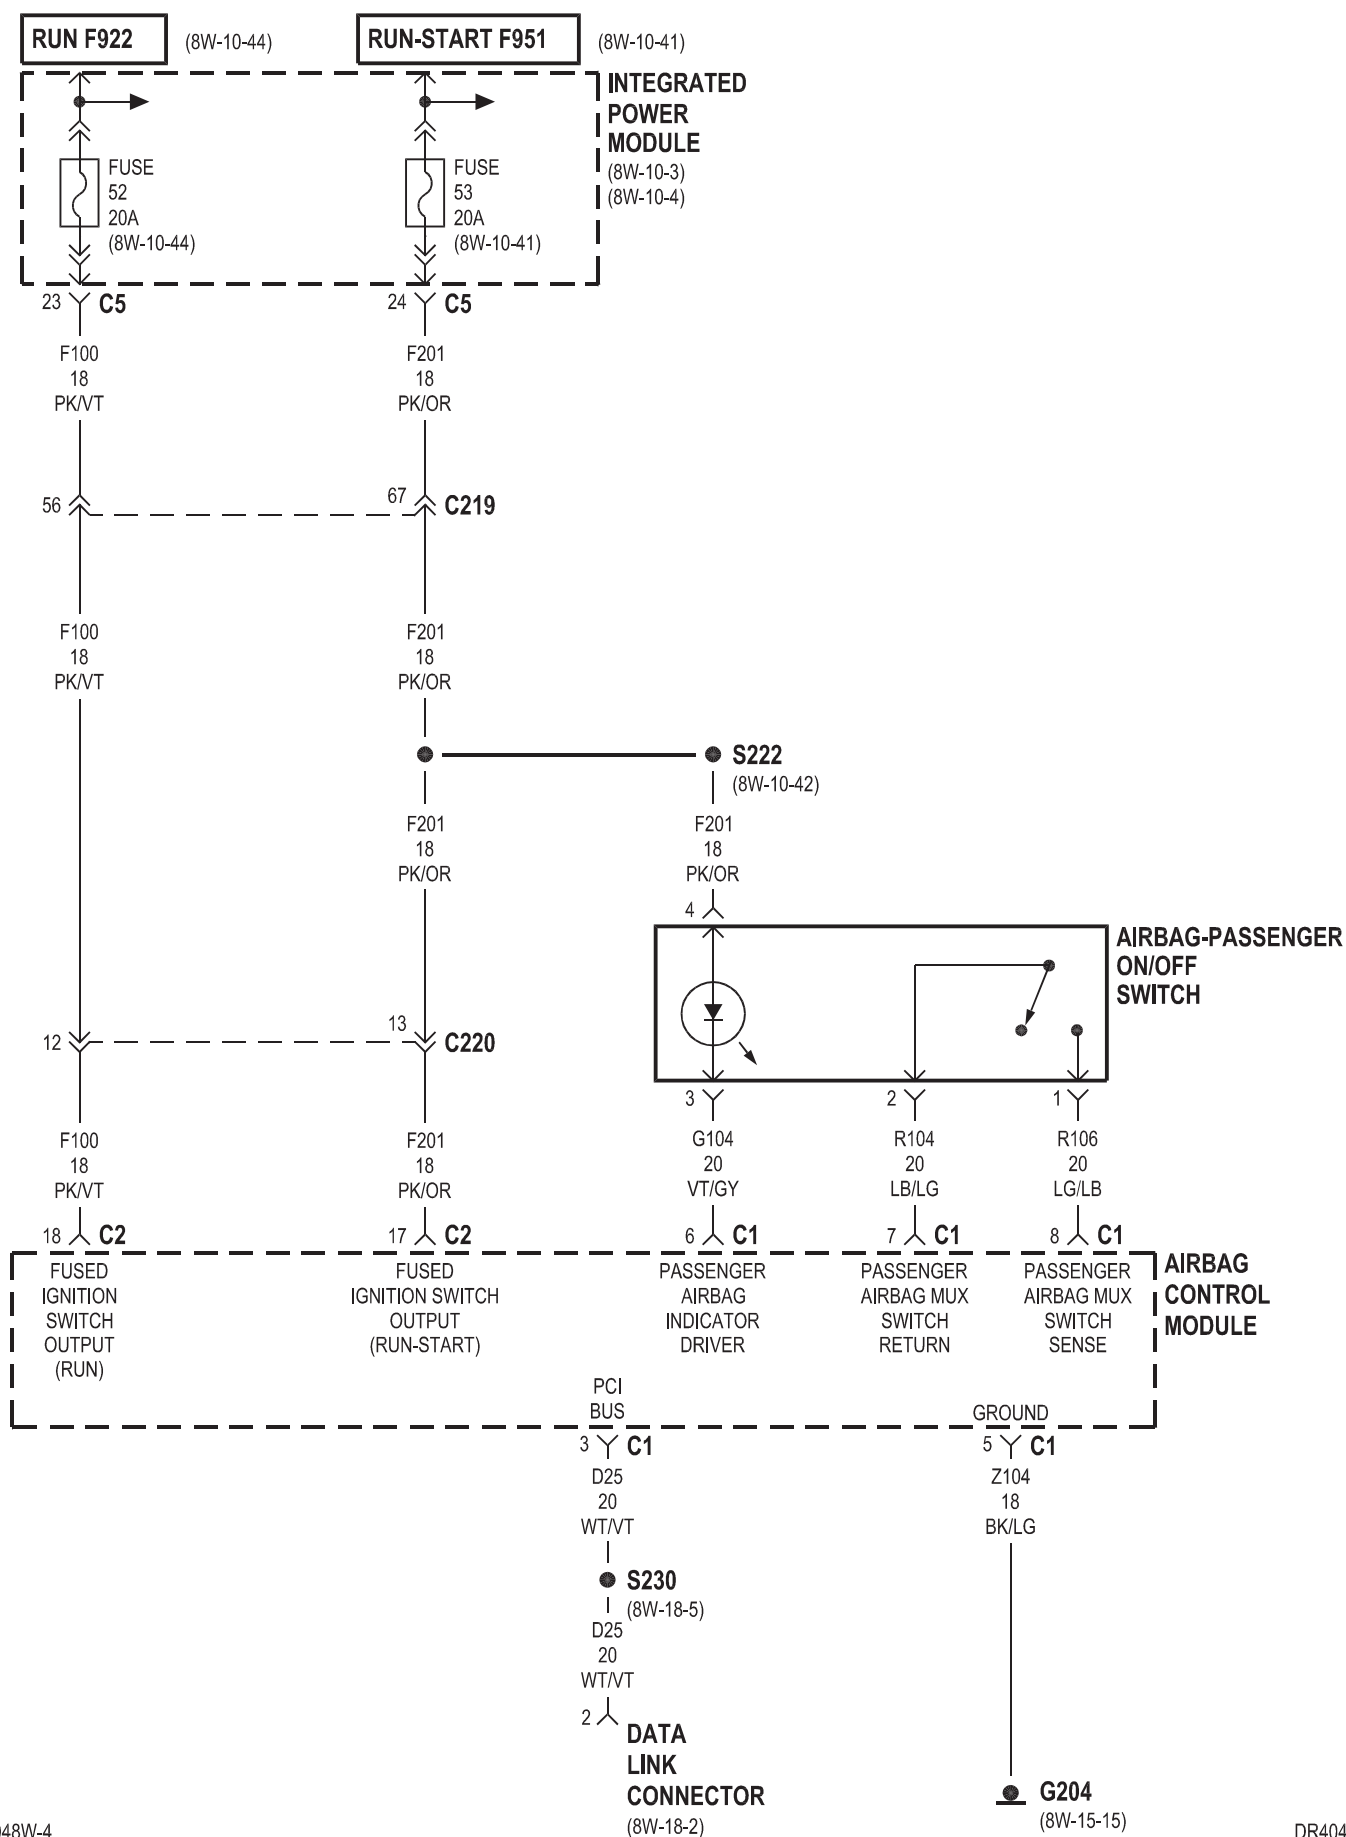 RUN F922 (8W-10-44) RUN-START F951 (8W-10-41)
INTEGRATED
POWER
MODULE
(8W-10-3)
(8W-10-4)
FUSE
52
20A
(8W-10-44)
FUSE
53
20A
(8W-10-41)
23 C5 24 C5
F100 F201
18 18
PK/VT PK/OR
56 67 C219
F100 F201
18 18
PK/VT PK/OR
S222
(8W-10-42)
F201 F201
18 18
PK/OR PK/OR
4
AIRBAG-PASSENGER
ON/OFF
SWITCH
12 13 C220
3 2 1
F100 F201 G104 R104 R106
18 18 20 20 20
PK/VT PK/OR VT/GY LB/LG LG/LB
18 C2 17 C2 6 C1 7 C1 8 C1
AIRBAG
CONTROL
MODULE
FUSED
IGNITION
SWITCH
OUTPUT
(RUN)
FUSED
IGNITION SWITCH
OUTPUT
(RUN-START)
PASSENGER
AIRBAG
INDICATOR
DRIVER
PASSENGER
AIRBAG MUX
SWITCH
RETURN
PASSENGER
AIRBAG MUX
SWITCH
SENSE
PCI
BUS
GROUND
3 C1 5 C1
D25 Z104
20 18
WT/VT BK/LG
S230
(8W-18-5)
D25
20
WT/VT
2
DATA
LINK
CONNECTOR
(8W-18-2)
G204
(8W-15-15)
48W-4 DR404